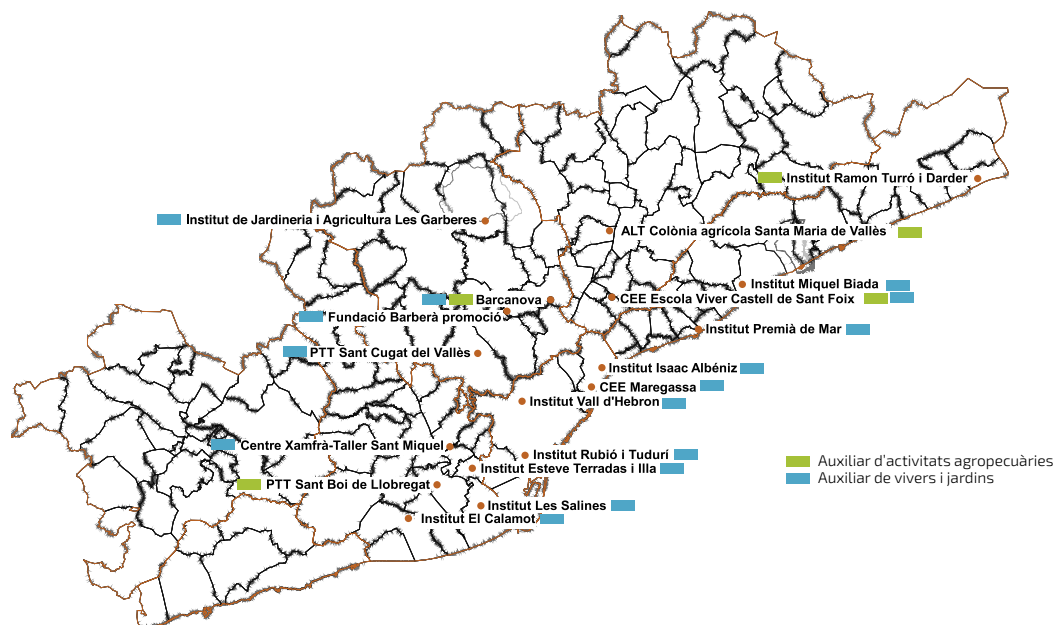 Institut Ramon Turró i Darder
Institut de Jardineria i Agricultura Les Garberes
ALT Colònia agrícola Santa Maria de Vallès
Institut Miquel Biada
Barcanova
CEE Escola Viver Castell de Sant Foix
Fundació Barberà promoció
Institut Premià de Mar
PTT Sant Cugat del Vallès
Institut Isaac Albéniz
CEE Maregassa
Institut Vall d'Hebron
Centre Xamfrà-Taller Sant Miquel
Institut Rubió i Tudurí
Institut Esteve Terradas i Illa
PTT Sant Boi de Llobregat
Institut Les Salines
Institut El Calamot
Auxiliar d'activitats agropecuàries
Auxiliar de vivers i jardins